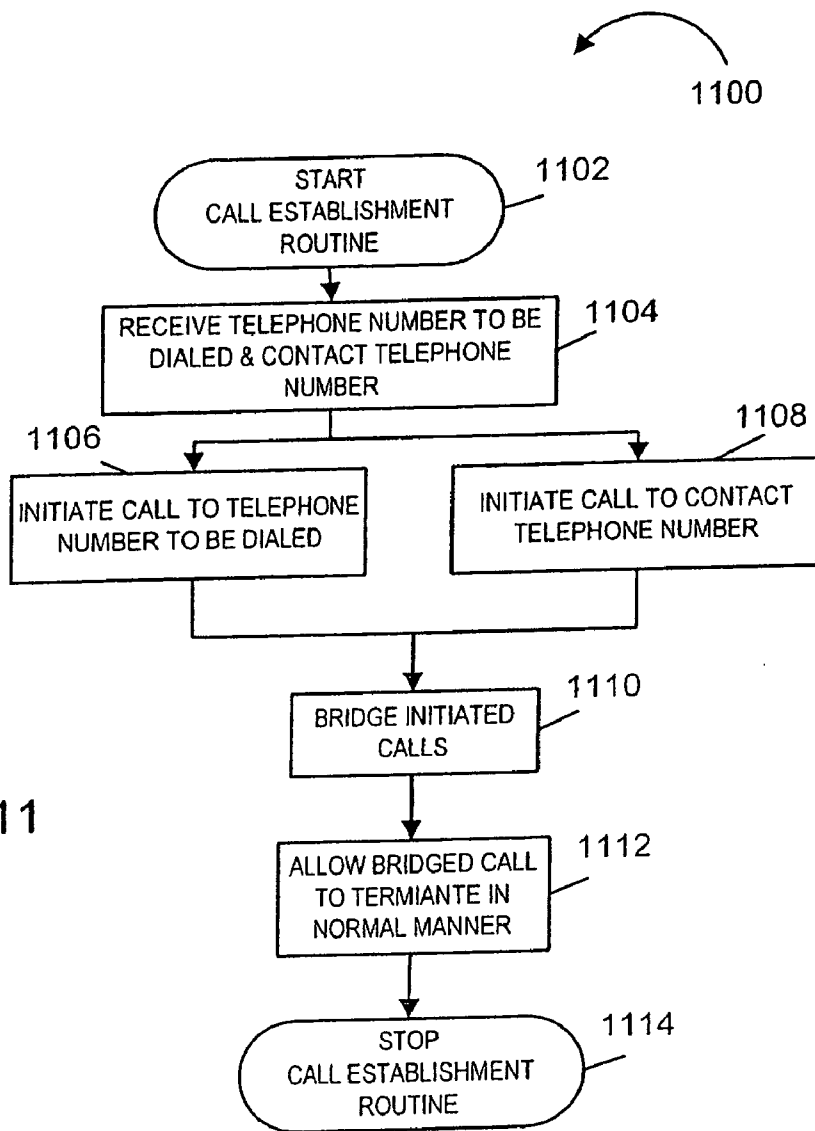 1100
START
CALL ESTABLISHMENT
ROUTINE
1102
RECEIVE TELEPHONE NUMBER TO BE
DIALED & CONTACT TELEPHONE
NUMBER
1104
1106
INITIATE CALL TO TELEPHONE
NUMBER TO BE DIALED
1108
INITIATE CALL TO CONTACT
TELEPHONE NUMBER
BRIDGE INITIATED
CALLS
1110
11
ALLOW BRIDGED CALL
TO TERMIANTE IN
NORMAL MANNER
1112
STOP
CALL ESTABLISHMENT
ROUTINE
1114